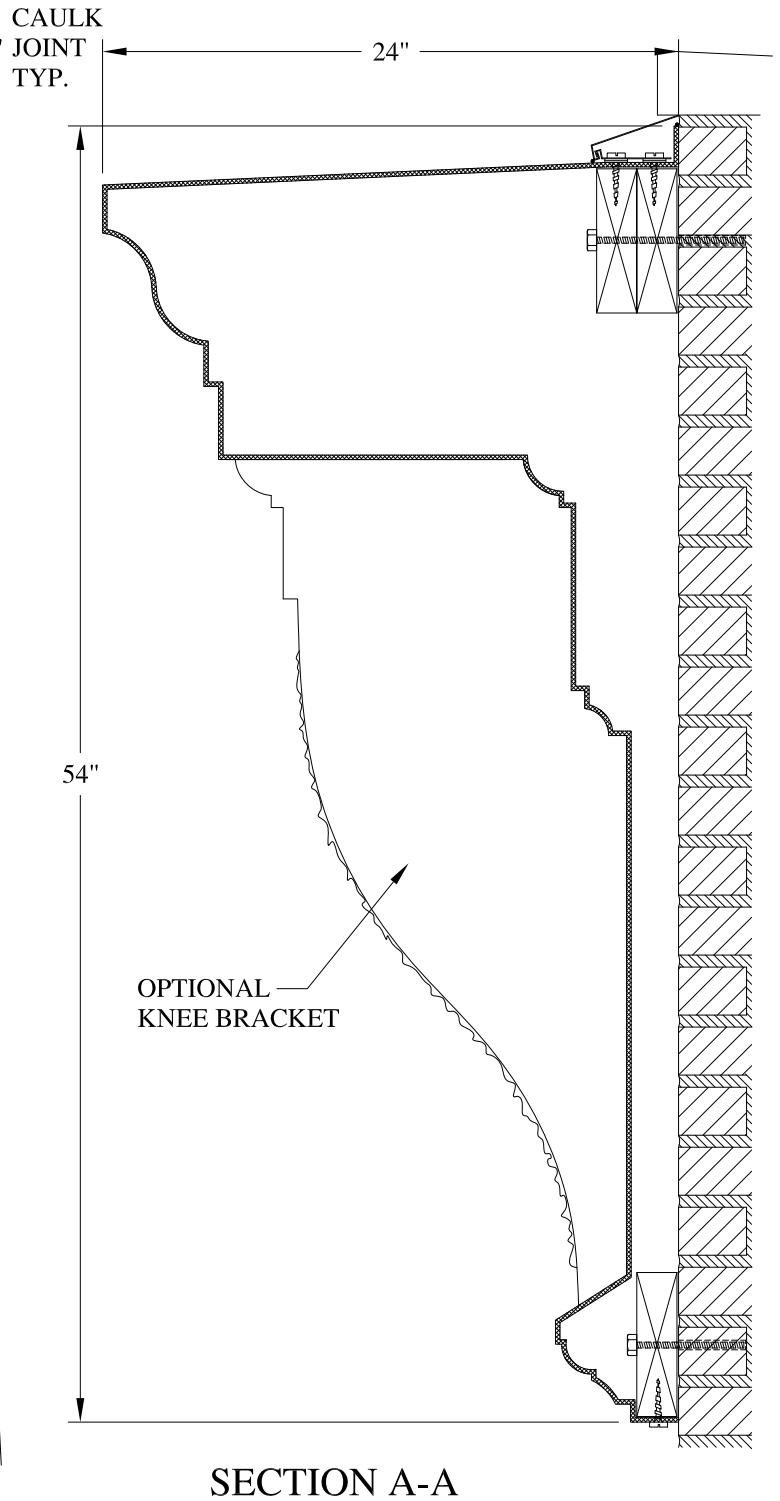 CAULK
JOINT
TYP.
24"
54"
OPTIONAL
KNEE BRACKET
SECTION A-A